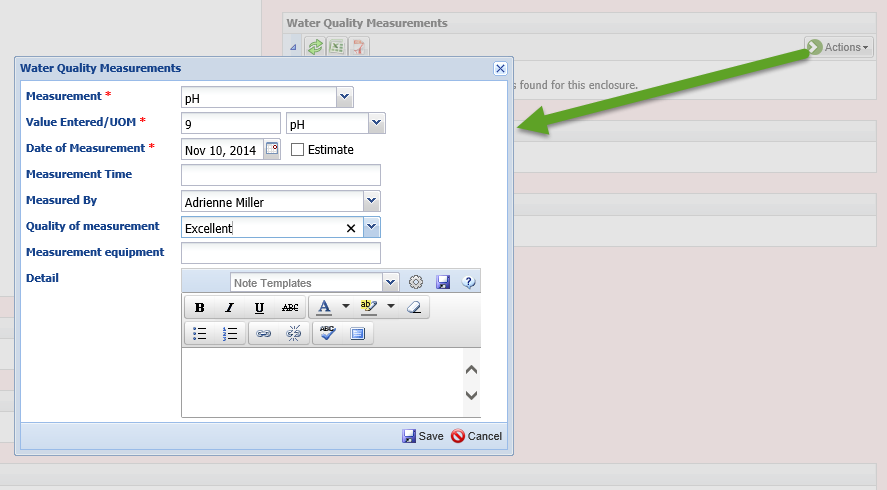 Water Quality Measurements
Actions
s found for this enclosure.
Water Quality Measurements
Measurement * pH
Value Entered/UOM * 9 pH
Date of Measurement * Nov 10, 2014 Estimate
Measurement Time
Measured By Adrienne Miller
Quality of measurement Excellent
Measurement equipment
Detail Note Templates
B I U ABC A ab
ABC
Save Cancel